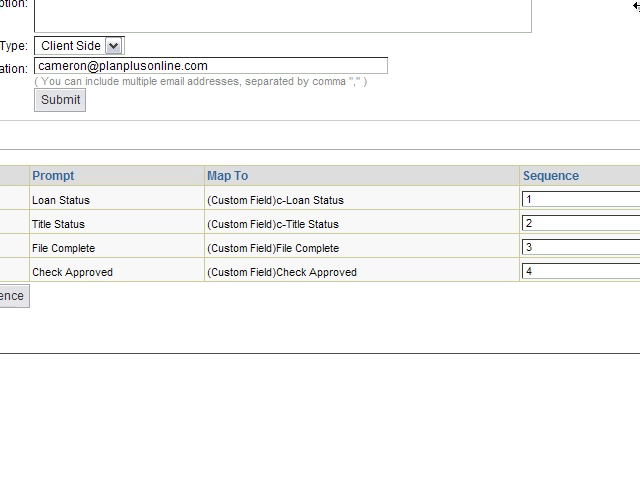 ption:
Type: Client Side
ation: cameron@planplusonline.com
( You can include multiple email addresses, separated by comma "," )
Submit
Prompt Map To Sequence
Loan Status (Custom Field)c-Loan Status 1
Title Status (Custom Field)c-Title Status 2
File Complete (Custom Field)File Complete 3
Check Approved (Custom Field)Check Approved 4
ence